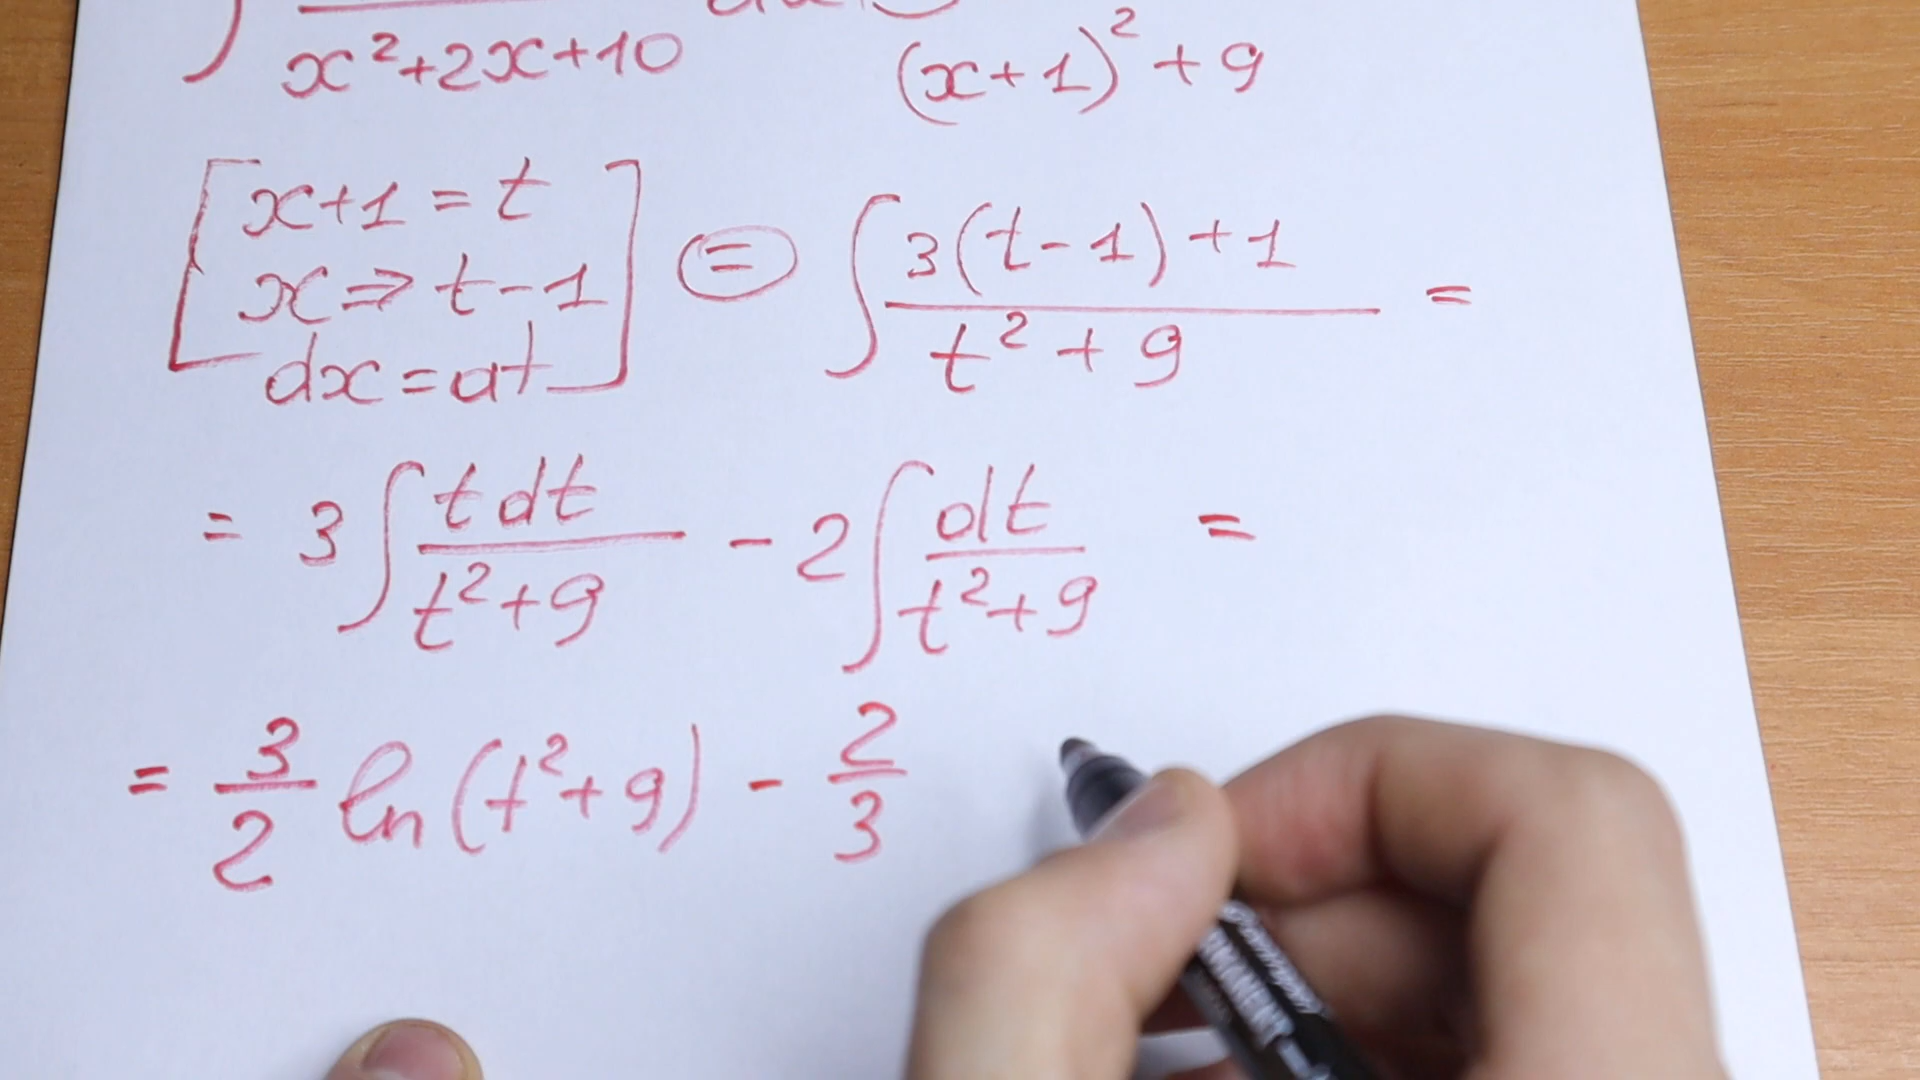 ∫ x²+2x+10 (x+1)²+9
[x+1=t
x⇒t-1
dx=dt] ⊜ ∫ (3(t-1)+1)/(t²+9) =
= 3∫ (t dt)/(t²+9) - 2∫ dt/(t²+9) =
= 3/2 ln(t²+9) - 2/3